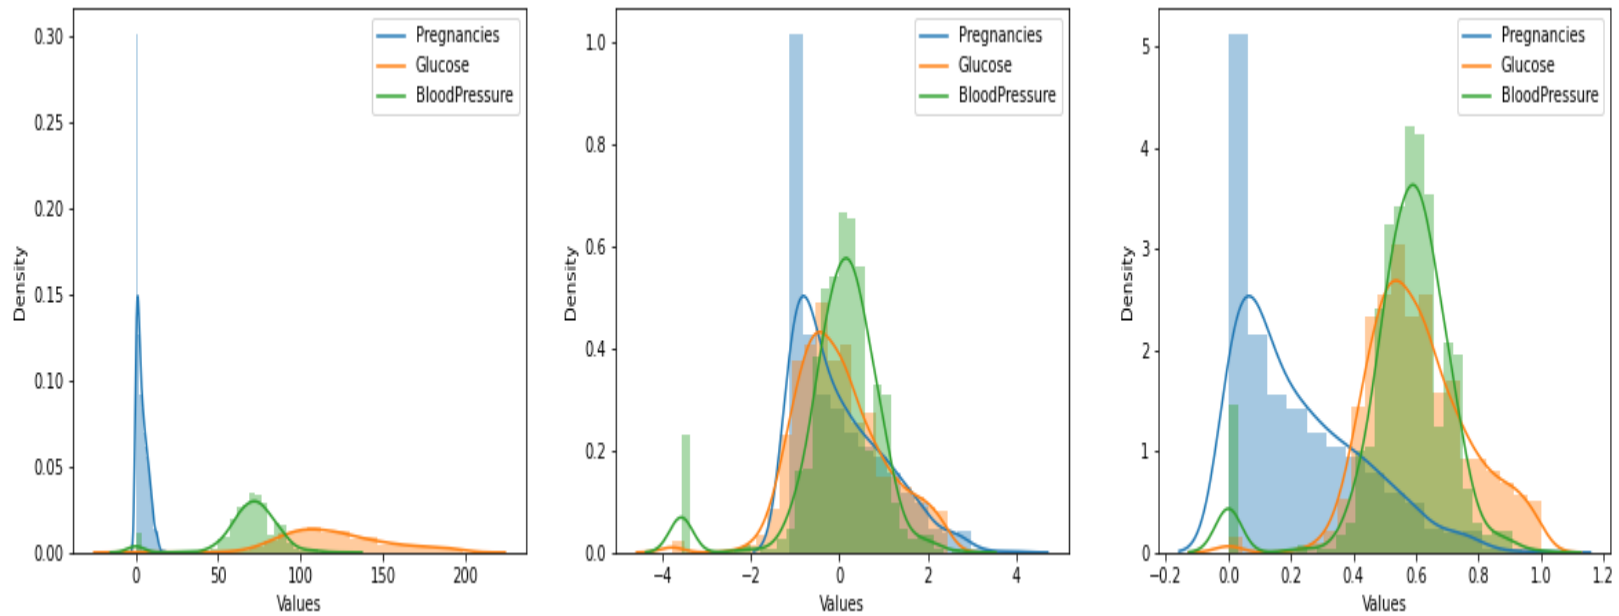 Pregnancies
Glucose
BloodPressure
Density
0.30
0.25
0.20
0.15
0.10
0.05
0.00
0
50
100
150
200
Values
Pregnancies
Glucose
BloodPressure
Density
1.0
0.8
0.6
0.4
0.2
0.0
−4
−2
0
2
4
Values
Pregnancies
Glucose
BloodPressure
Density
5
4
3
2
1
0
−0.2
0.0
0.2
0.4
0.6
0.8
1.0
1.2
Values